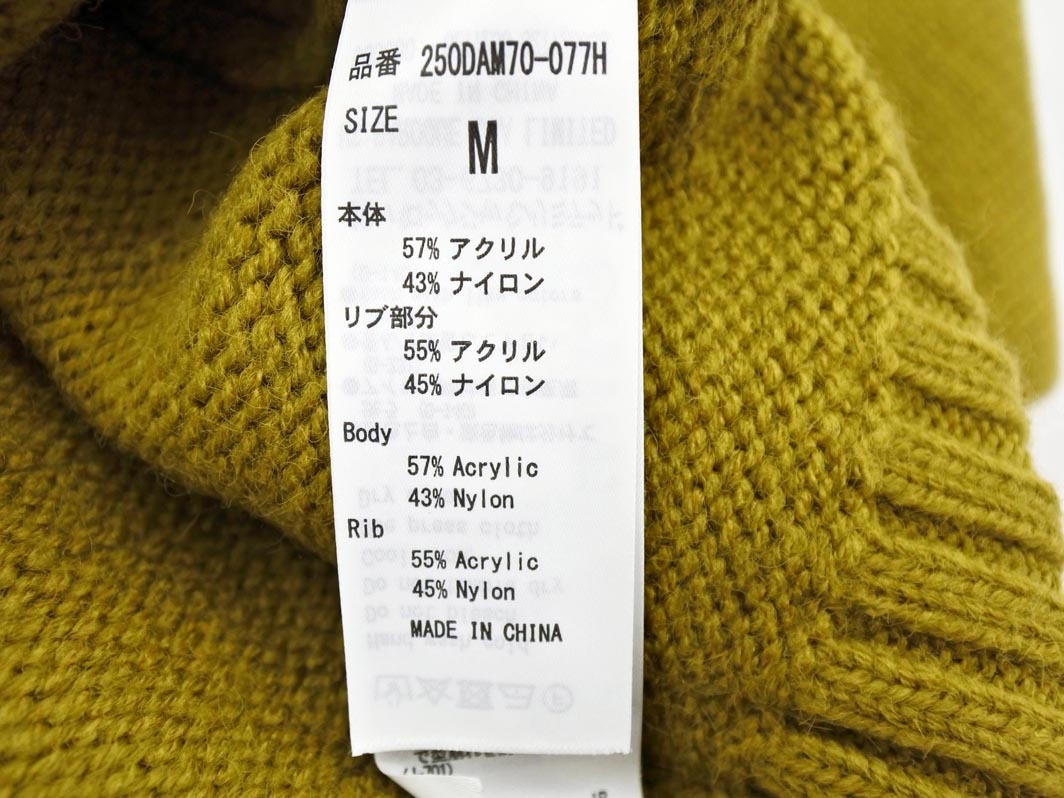 品番 250DAM70-077H
SIZE
M
本体
57% アクリル
43% ナイロン
リブ部分
55% アクリル
45% ナイロン
Body
57% Acrylic
43% Nylon
Rib
55% Acrylic
45% Nylon
MADE IN CHINA